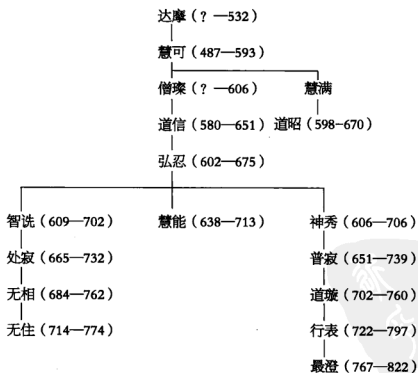 达摩（？—532）
慧可（487—593）
僧璨（？—606） 慧满
道信（580—651） 道昭（598-670）
弘忍（602—675）
智诜（609—702） 慧能（638—713） 神秀（606—706）
处寂（665—732） 普寂（651—739）
无相（684—762） 道璇（702—760）
无住（714—774） 行表（722—797）
最澄（767—822）